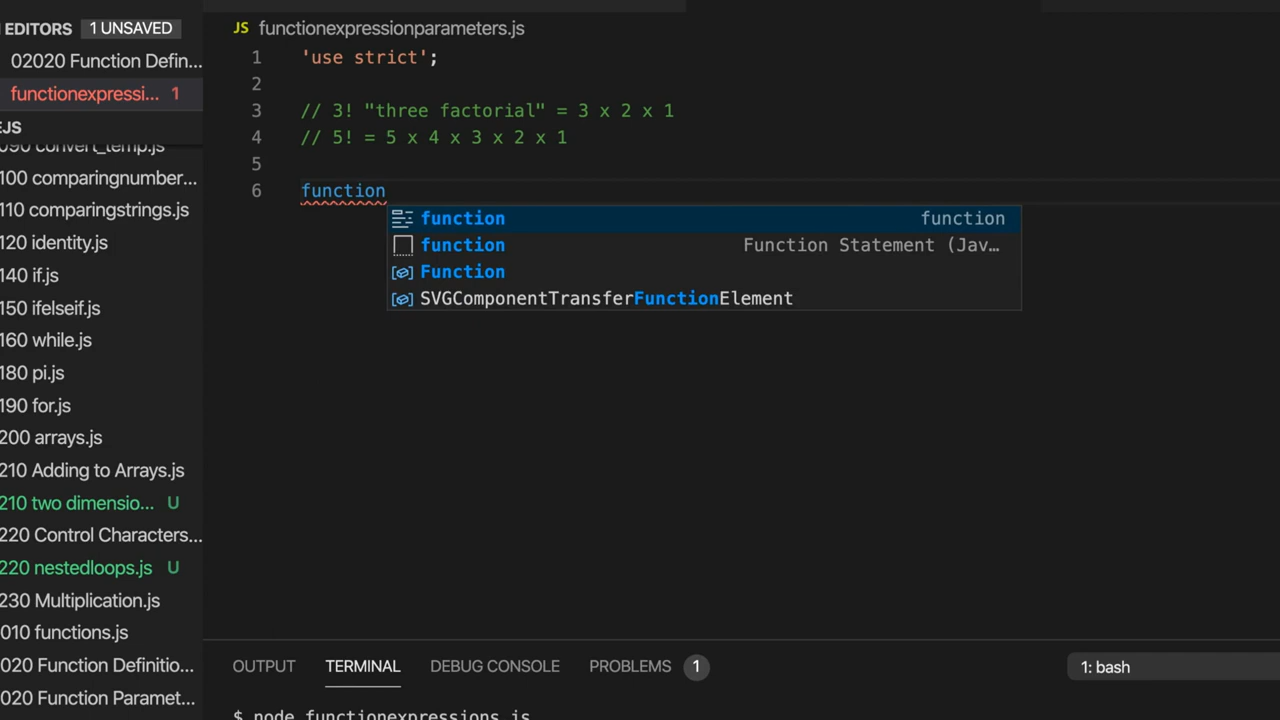 EDITORS 1 UNSAVED
02020 Function Defin...
functionexpressi... 1
EJS
090 convert_temp.js
100 comparingnumber...
110 comparingstrings.js
120 identity.js
140 if.js
150 ifelseif.js
160 while.js
180 pi.js
190 for.js
200 arrays.js
210 Adding to Arrays.js
210 two dimensio... U
220 Control Characters...
220 nestedloops.js U
230 Multiplication.js
010 functions.js
020 Function Definitio...
020 Function Paramet...
JS functionexpressionparameters.js
1 'use strict';
2
3 // 3! "three factorial" = 3 x 2 x 1
4 // 5! = 5 x 4 x 3 x 2 x 1
5
6 function
function function
function Function Statement (Jav…
Function
SVGComponentTransferFunctionElement
OUTPUT TERMINAL DEBUG CONSOLE PROBLEMS 1 1: bash
$ node functionexpressions.js